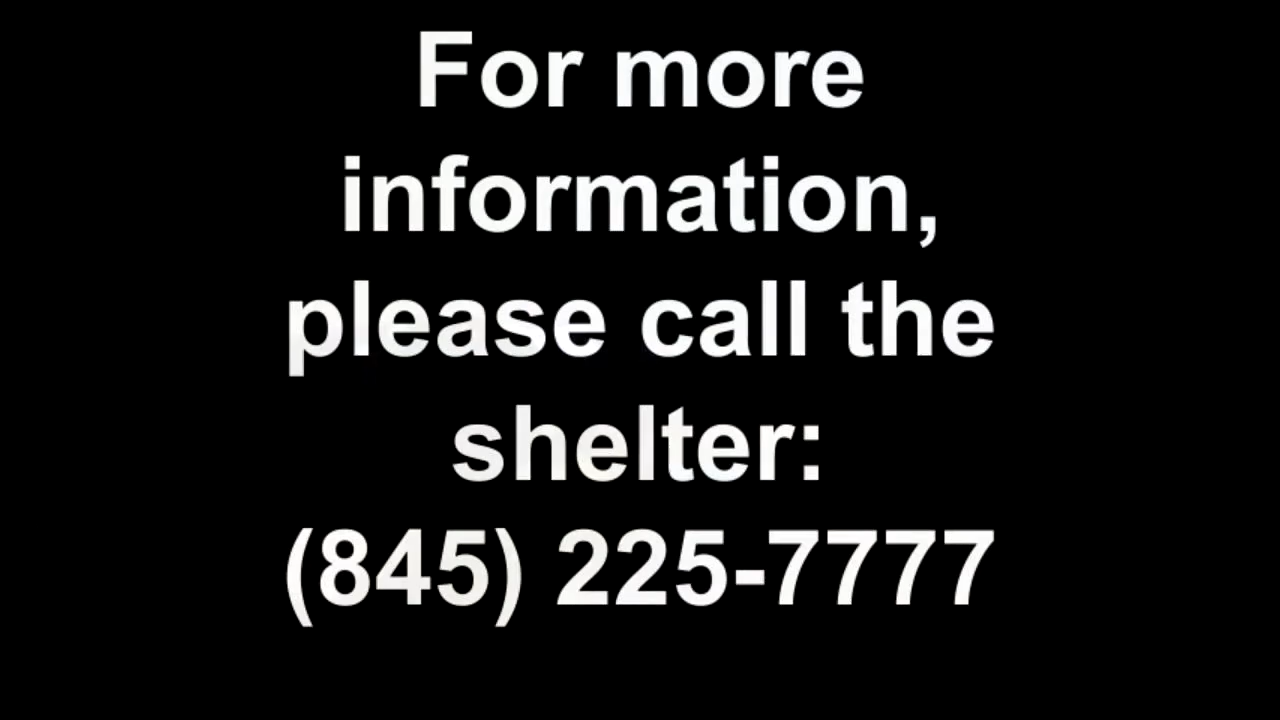 For more
information,
please call the
shelter:
(845) 225-7777